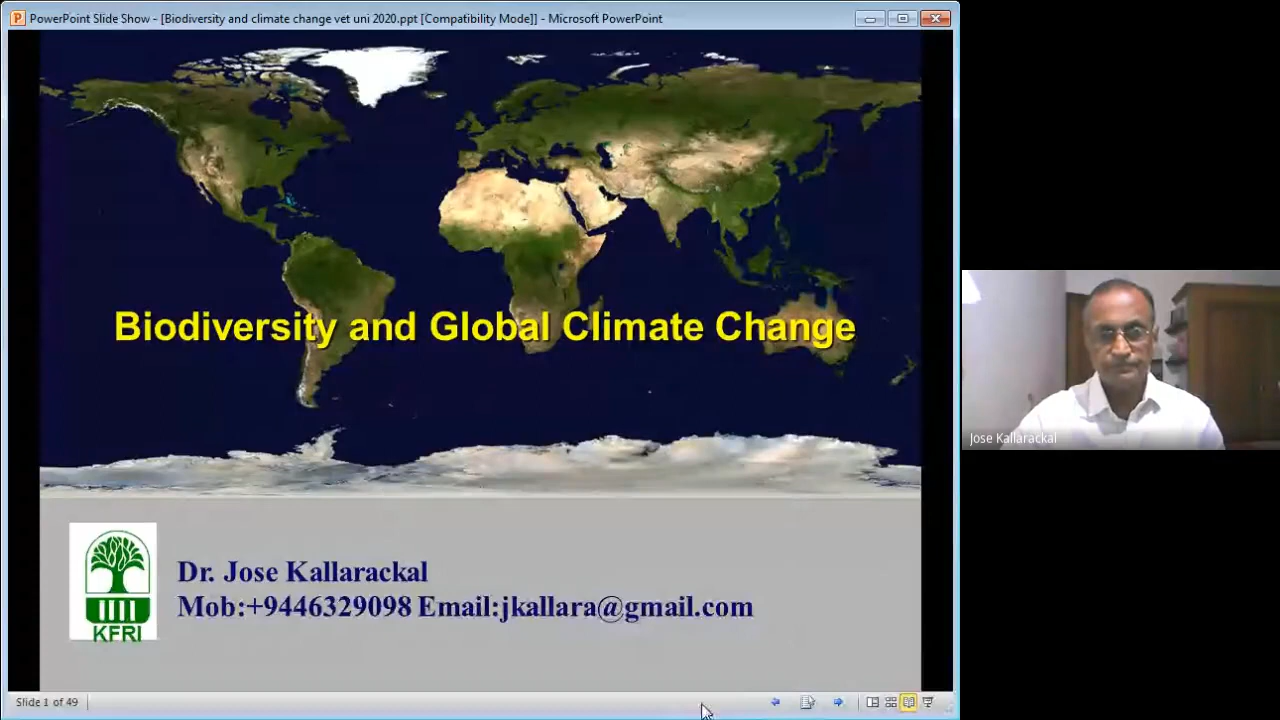 PowerPoint Slide Show - [Biodiversity and climate change vet uni 2020.ppt [Compatibility Mode]] - Microsoft PowerPoint
Biodiversity and Global Climate Change
Jose Kallarackal
KFRI
Dr. Jose Kallarackal
Mob:+9446329098 Email:jkallara@gmail.com
Slide 1 of 49